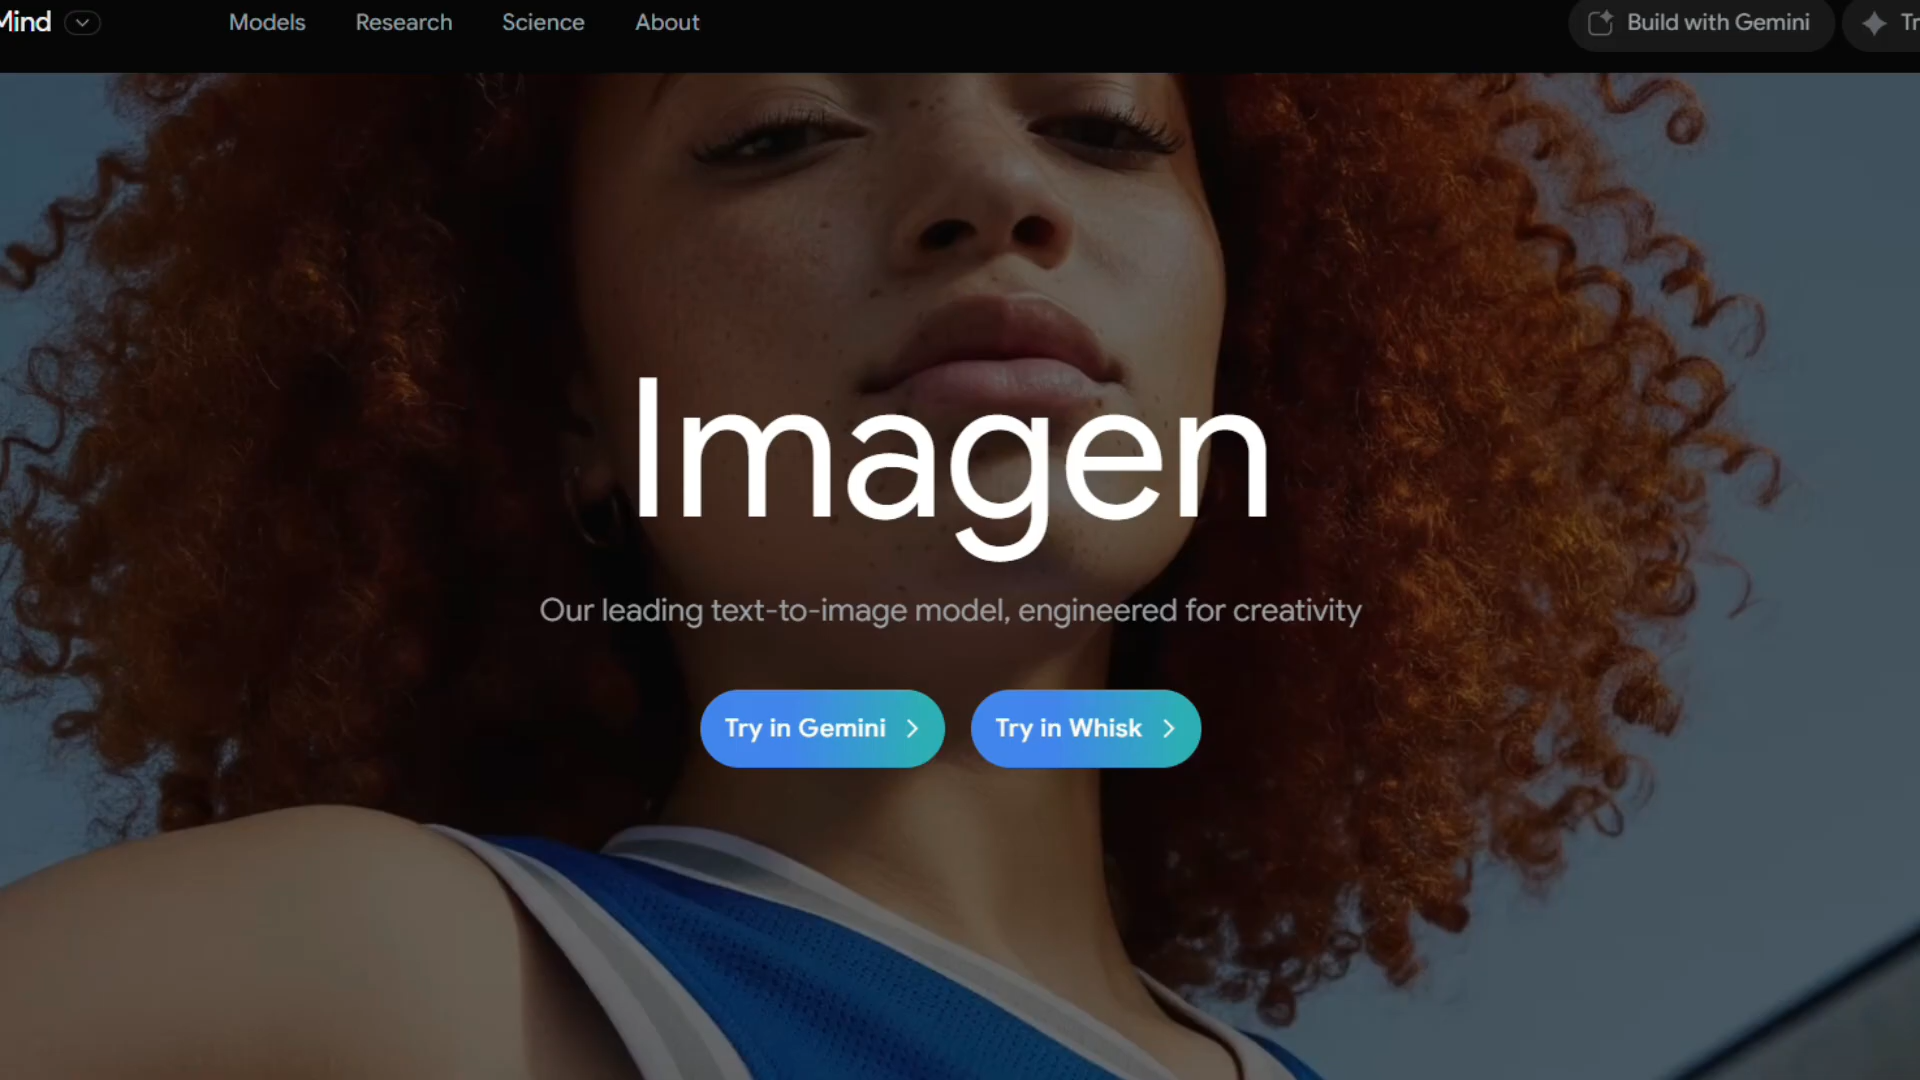 Mind
Models
Research
Science
About
Build with Gemini
Imagen
Our leading text-to-image model, engineered for creativity
Try in Gemini
Try in Whisk